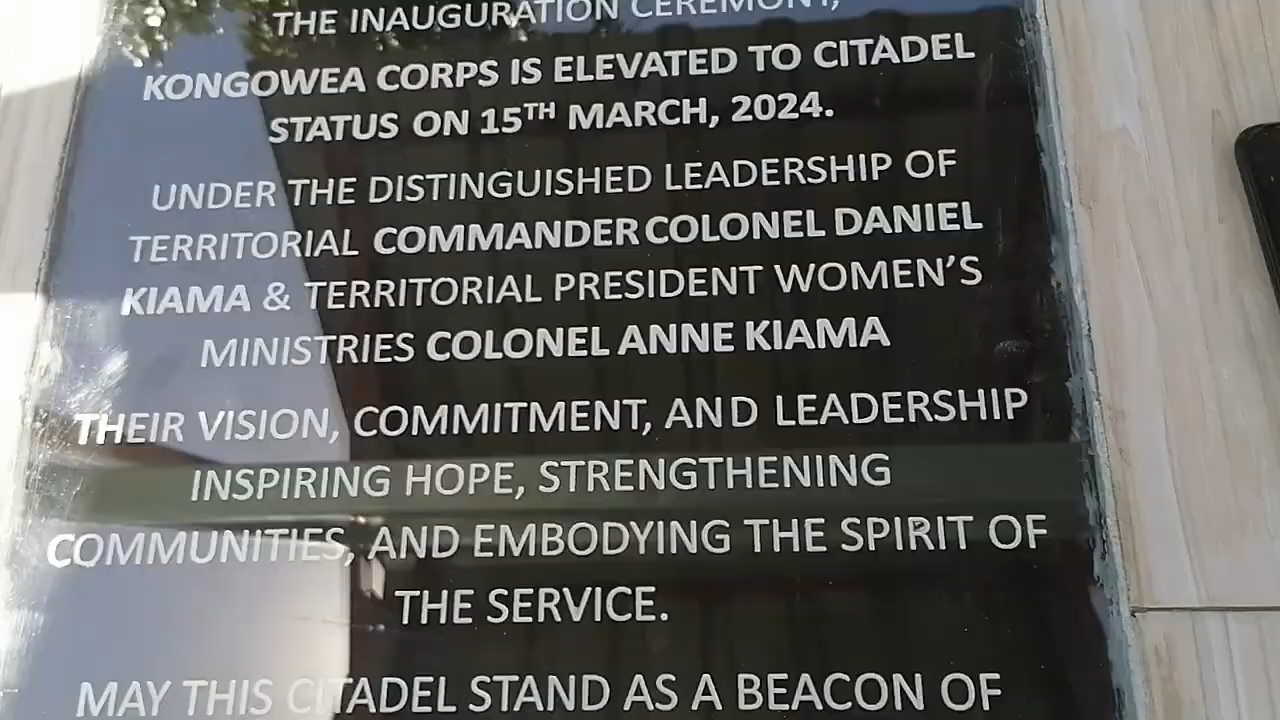 THE INAUGURATION CEREMONY,
KONGOWEA CORPS IS ELEVATED TO CITADEL
STATUS ON 15TH MARCH, 2024.
UNDER THE DISTINGUISHED LEADERSHIP OF
TERRITORIAL COMMANDER COLONEL DANIEL
KIAMA & TERRITORIAL PRESIDENT WOMEN'S
MINISTRIES COLONEL ANNE KIAMA
THEIR VISION, COMMITMENT, AND LEADERSHIP
INSPIRING HOPE, STRENGTHENING
COMMUNITIES, AND EMBODYING THE SPIRIT OF
THE SERVICE.
MAY THIS CITADEL STAND AS A BEACON OF